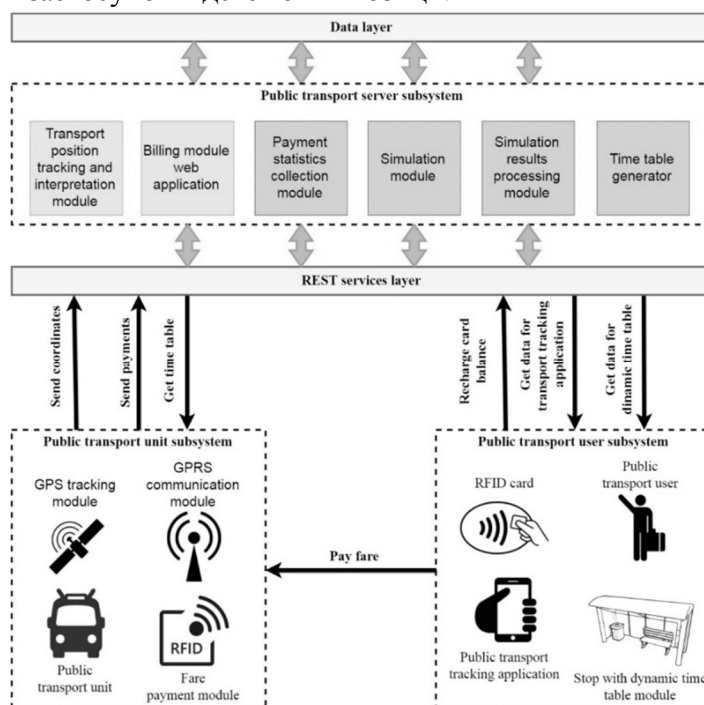 Data layer
Public transport server subsystem
Transport
position
tracking and
interpretation
module
Billing module
web
application
Payment
statistics
collection
module
Simulation
module
Simulation
results
processing
module
Time table
generator
REST services layer
Send coordinates
Send payments
Get time table
Recharge card
balance
Get data for
transport tracking
application
Get data for
dinamic time table
Public transport unit subsystem
GPS tracking
module
GPRS
communication
module
RFID
Public
transport unit
Fare
payment module
Pay fare
Public transport user subsystem
RFID card
Public
transport user
Public transport
tracking application
Stop with dynamic time
table module